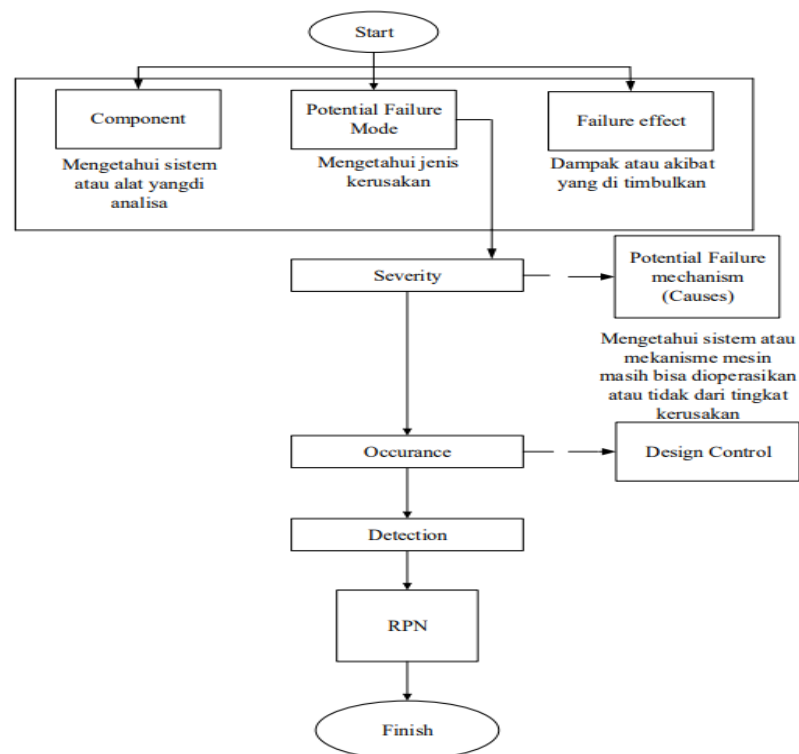 Start
Component
Mengetahui sistem
atau alat yangdi
analisa
Potential Failure
Mode
Mengetahui jenis
kerusakan
Failure effect
Dampak atau akibat
yang di timbulkan
Severity
Potential Failure
mechanism
(Causes)
Mengetahui sistem atau
mekanisme mesin
masih bisa dioperasikan
atau tidak dari tingkat
kerusakan
Occurance
Design Control
Detection
RPN
Finish